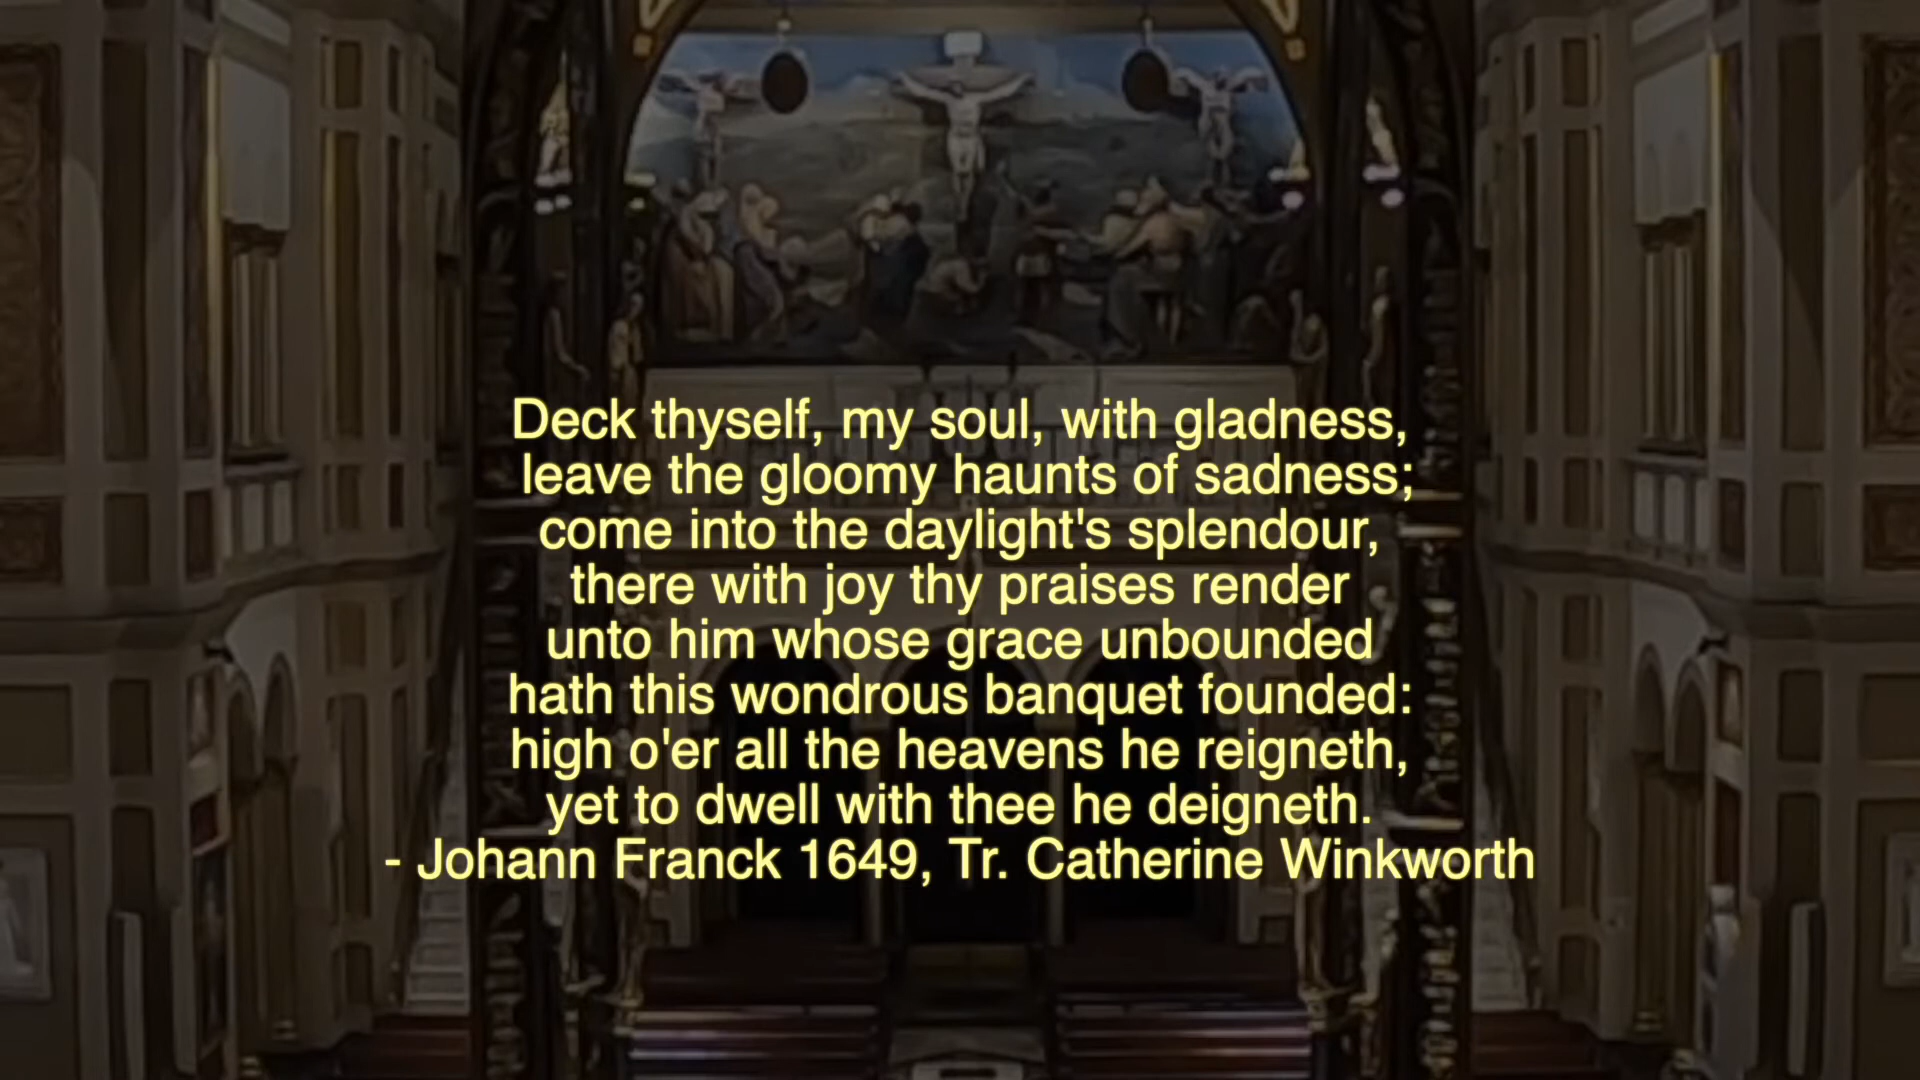 Deck thyself, my soul, with gladness,
leave the gloomy haunts of sadness;
come into the daylight's splendour,
there with joy thy praises render
unto him whose grace unbounded
hath this wondrous banquet founded:
high o'er all the heavens he reigneth,
yet to dwell with thee he deigneth.
- Johann Franck 1649, Tr. Catherine Winkworth